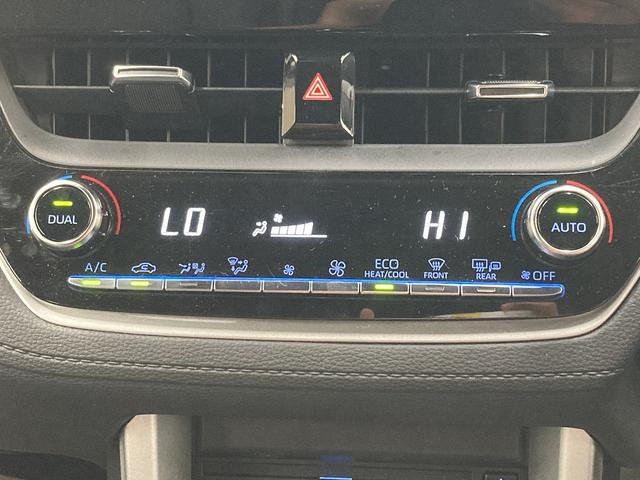 DUAL
LO
HI
AUTO
A/C
ECO
HEAT/COOL
FRONT
REAR
OFF